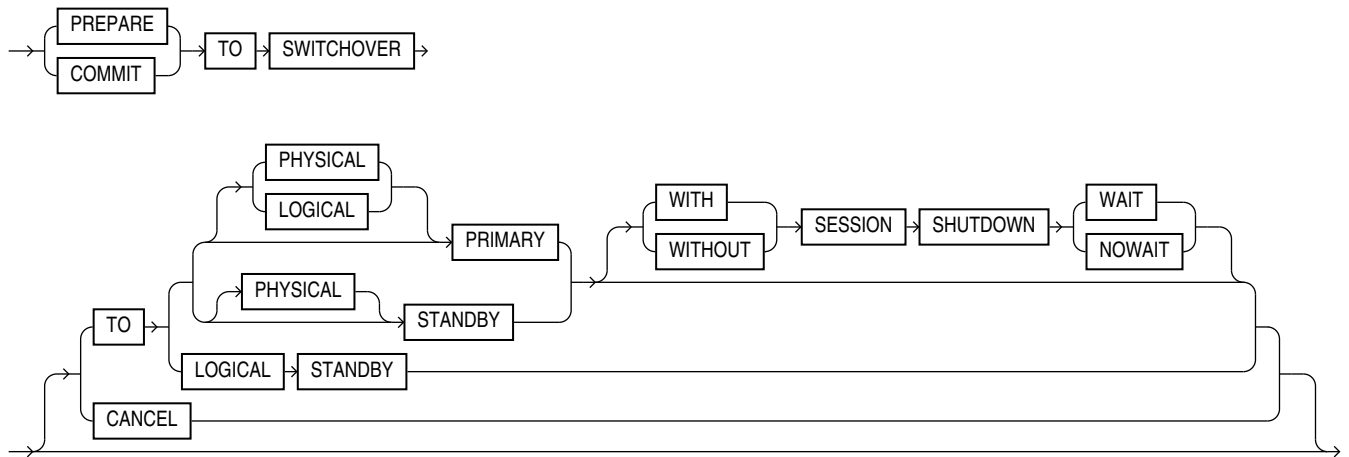 PREPARE
COMMIT
TO
SWITCHOVER
PHYSICAL
LOGICAL
PRIMARY
PHYSICAL
STANDBY
WITH
WITHOUT
SESSION
SHUTDOWN
WAIT
NOWAIT
TO
LOGICAL
STANDBY
CANCEL